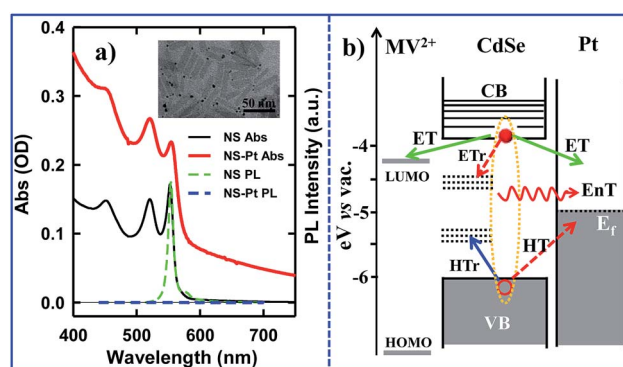 a)
50 nm
NS Abs
NS-Pt Abs
NS PL
NS-Pt PL
Abs (OD)
0.4
0.3
0.2
0.1
0.0
400 500 600 700
Wavelength (nm)
PL Intensity (a.u.)
b) MV2+ CdSe Pt
CB
ET ET
ETr
LUMO
EnT
Ef
HT
HTr
VB
HOMO
eV vs vac.
-4
-5
-6